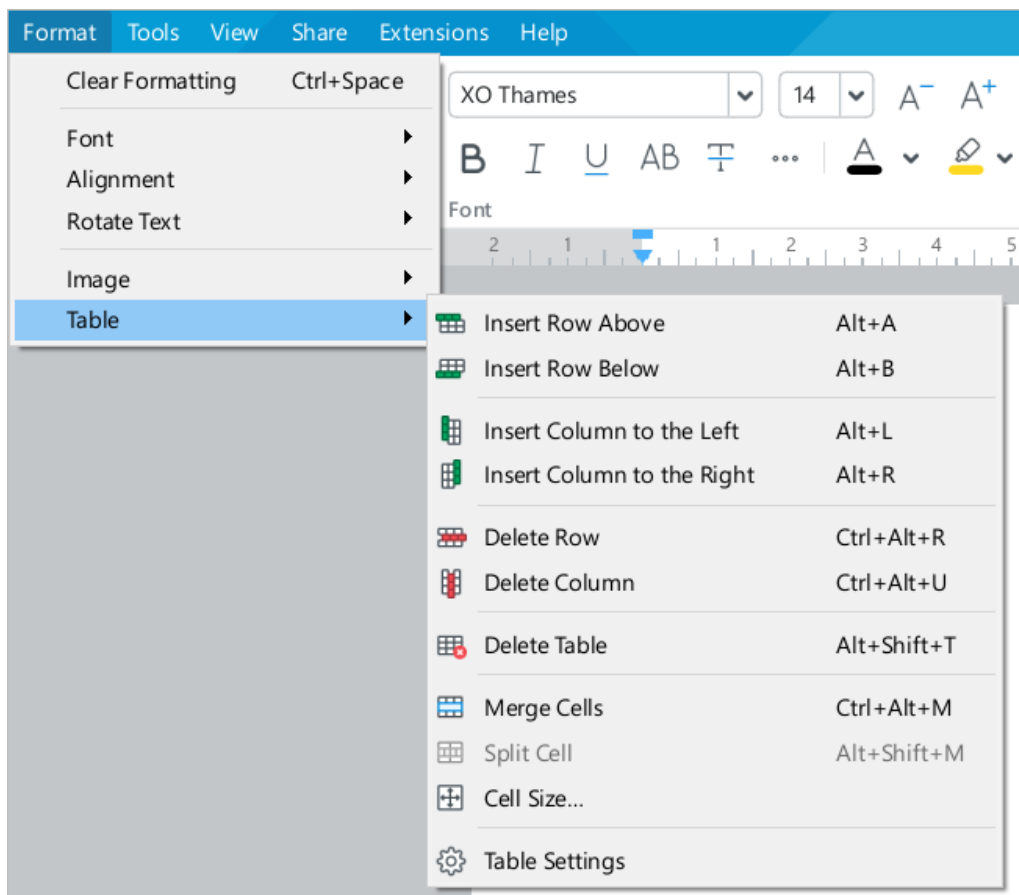 Format Tools View Share Extensions Help
Clear Formatting Ctrl+Space
XO Thames 14 A− A+
Font
Alignment
Rotate Text
B I U AB T A
Font
2 1 1 2 3 4 5
Image
Table
Insert Row Above Alt+A
Insert Row Below Alt+B
Insert Column to the Left Alt+L
Insert Column to the Right Alt+R
Delete Row Ctrl+Alt+R
Delete Column Ctrl+Alt+U
Delete Table Alt+Shift+T
Merge Cells Ctrl+Alt+M
Split Cell Alt+Shift+M
Cell Size...
Table Settings